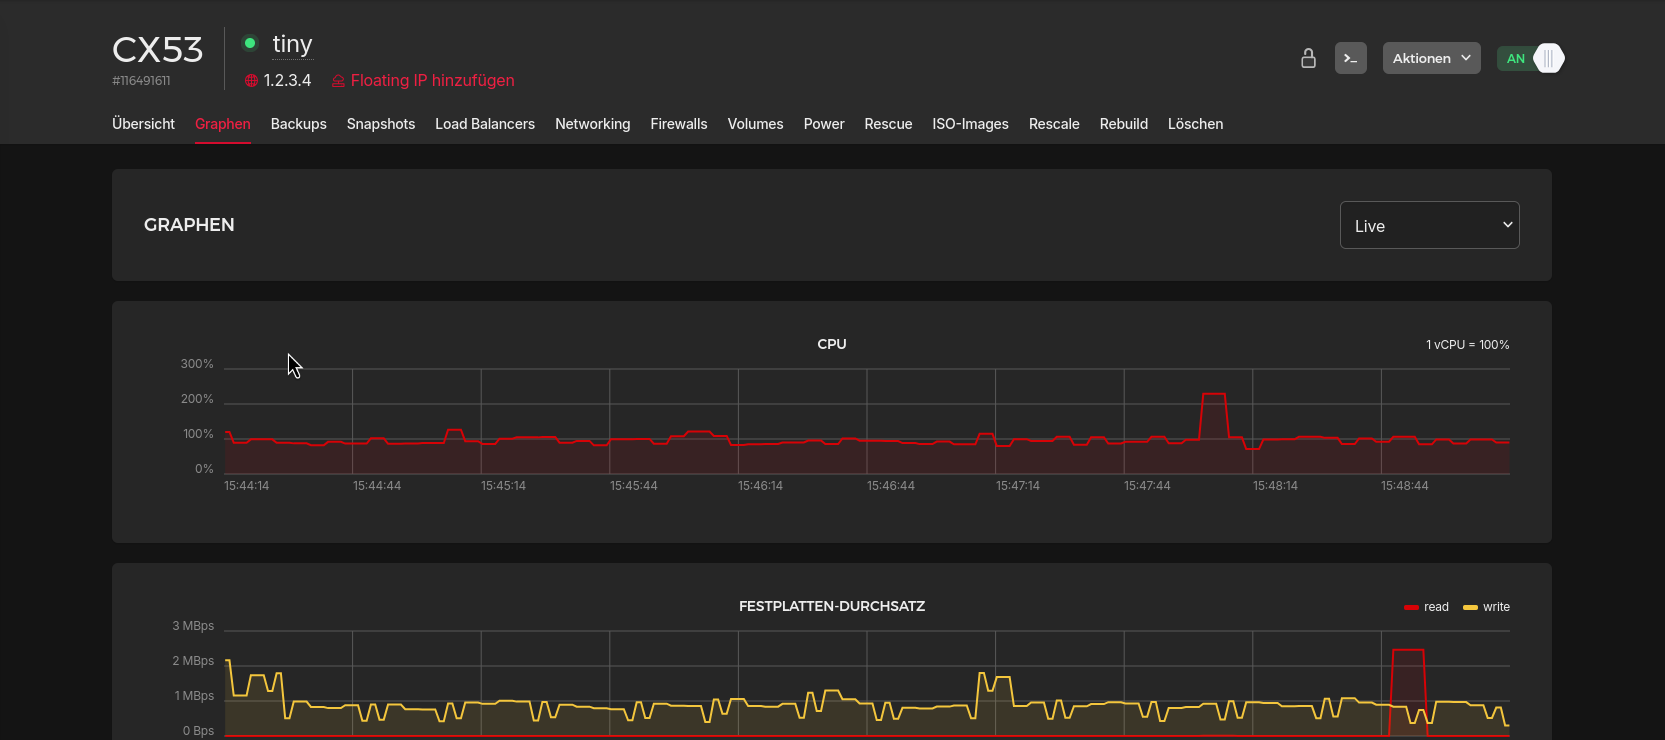 CX53
#116491611
tiny
1.2.3.4
Floating IP hinzufügen
>_
Aktionen
AN
Übersicht
Graphen
Backups
Snapshots
Load Balancers
Networking
Firewalls
Volumes
Power
Rescue
ISO-Images
Rescale
Rebuild
Löschen
GRAPHEN
Live
CPU
1 vCPU = 100%
300%
200%
100%
0%
15:44:14
15:44:44
15:45:14
15:45:44
15:46:14
15:46:44
15:47:14
15:47:44
15:48:14
15:48:44
FESTPLATTEN-DURCHSATZ
read
write
3 MBps
2 MBps
1 MBps
0 Bps